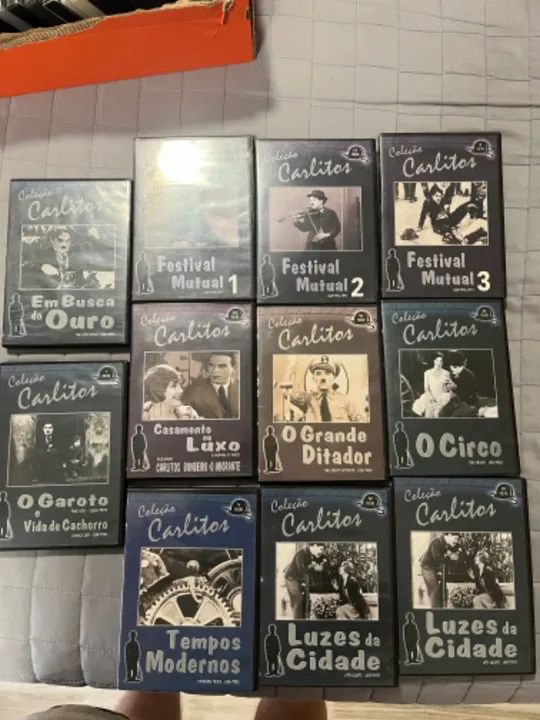 Coleção
Carlitos
Em Busca
do Ouro
Festival
Mutual 1
Coleção
Carlitos
Festival
Mutual 2
Coleção
Carlitos
Festival
Mutual 3
Coleção
Carlitos
O Garoto
e
Vida de Cachorro
Coleção
Carlitos
Casamento
ou
Luxo
CARLITOS BOMBEIRO O IMIGRANTE
Coleção
Carlitos
O Grande
Ditador
Coleção
Carlitos
O Circo
Coleção
Carlitos
Tempos
Modernos
Coleção
Carlitos
Luzes da
Cidade
Coleção
Carlitos
Luzes da
Cidade